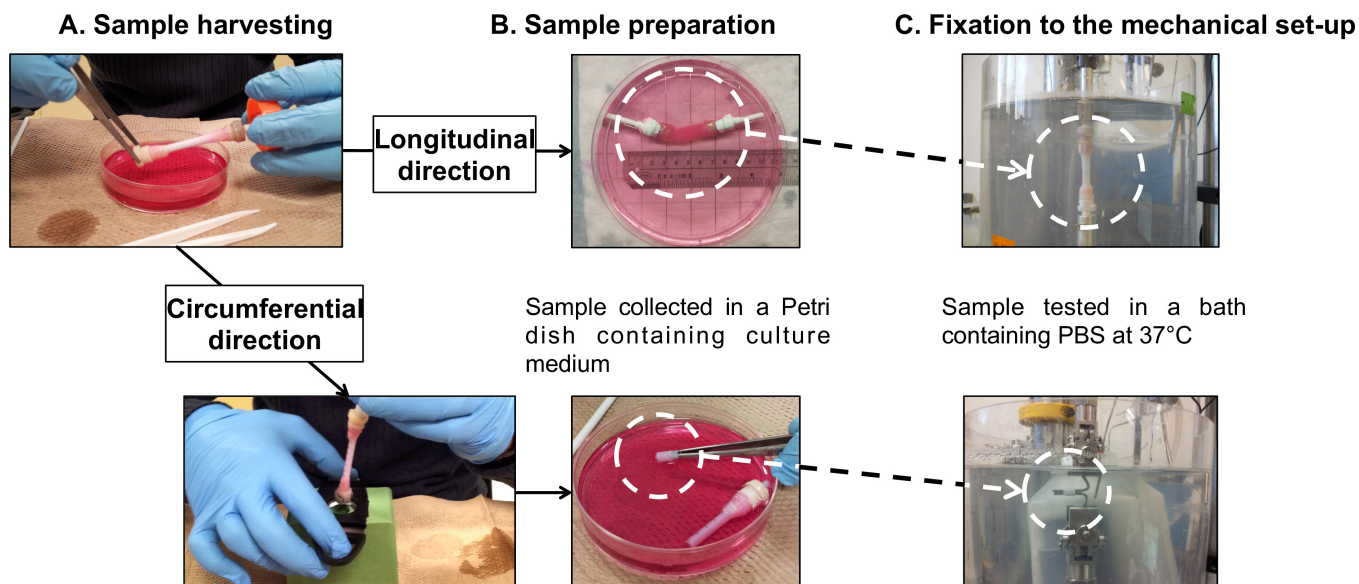 A. Sample harvesting
B. Sample preparation
C. Fixation to the mechanical set-up
Longitudinal
direction
Circumferential
direction
Sample collected in a Petri
dish containing culture
medium
Sample tested in a bath
containing PBS at 37°C